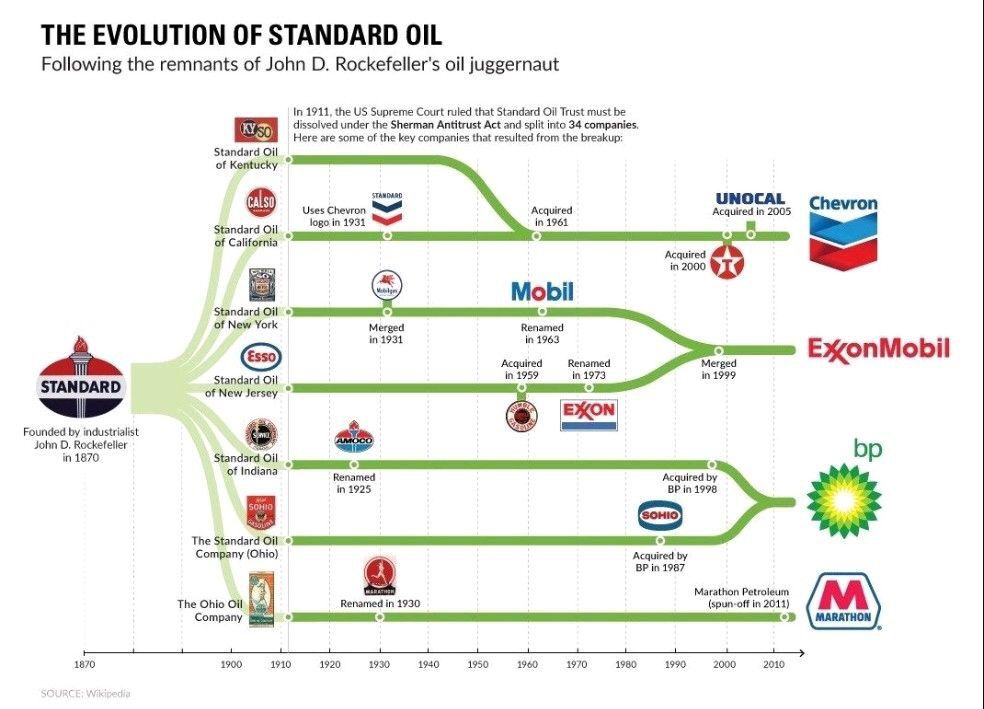 THE EVOLUTION OF STANDARD OIL
Following the remnants of John D. Rockefeller's oil juggernaut
In 1911, the US Supreme Court ruled that Standard Oil Trust must be
dissolved under the Sherman Antitrust Act and split into 34 companies.
Here are some of the key companies that resulted from the breakup:
KYSO
Standard Oil
of Kentucky
CALSO
Standard Oil
of California
Uses Chevron
logo in 1931
STANDARD
Acquired
in 1961
UNOCAL
Acquired in 2005
Acquired
in 2000
T
Chevron
Standard Oil
of New York
Mobilgas
Merged
in 1931
Mobil
Renamed
in 1963
Esso
Standard Oil
of New Jersey
Acquired
in 1959
HUMBLE
GASOLINE
Renamed
in 1973
EXXON
Merged
in 1999
ExxonMobil
STANDARD
Founded by industrialist
John D. Rockefeller
in 1870
SERVICE
Standard Oil
of Indiana
AMOCO
Renamed
in 1925
Acquired by
BP in 1998
bp
SOHIO
GASOLINE
The Standard Oil
Company (Ohio)
SOHIO
Acquired by
BP in 1987
The Ohio Oil
Company
MARATHON
Renamed in 1930
Marathon Petroleum
(spun-off in 2011)
M
MARATHON
1870
1900
1910
1920
1930
1940
1950
1960
1970
1980
1990
2000
2010
SOURCE: Wikipedia